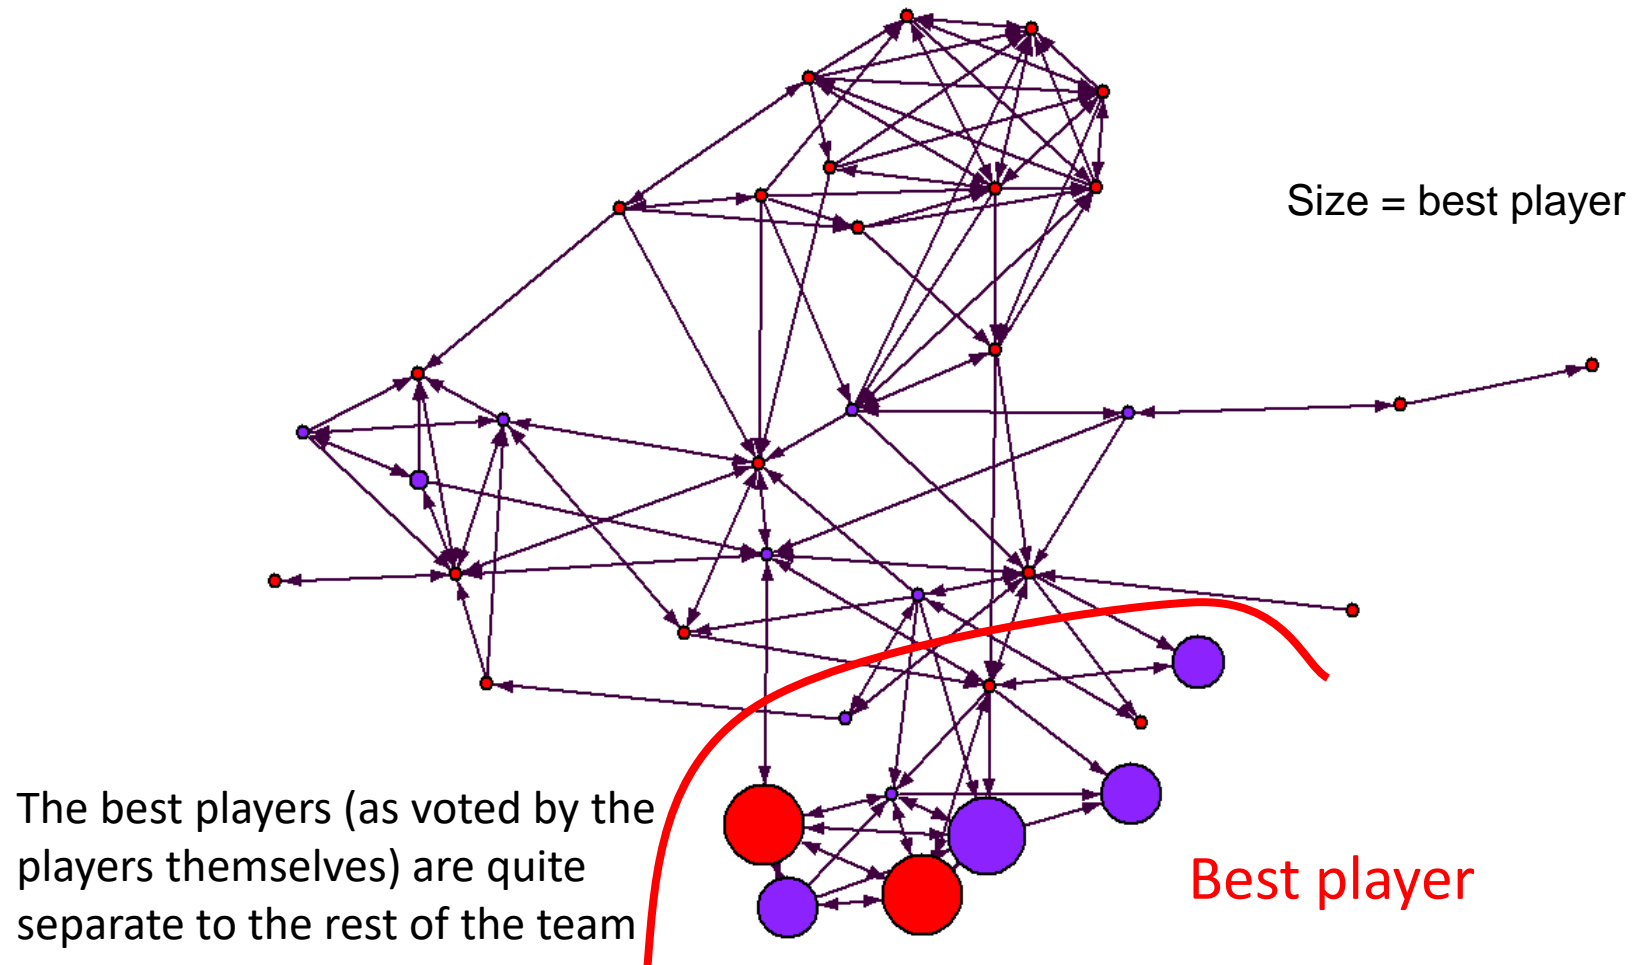 Size = best player
The best players (as voted by the
players themselves) are quite
separate to the rest of the team
Best player